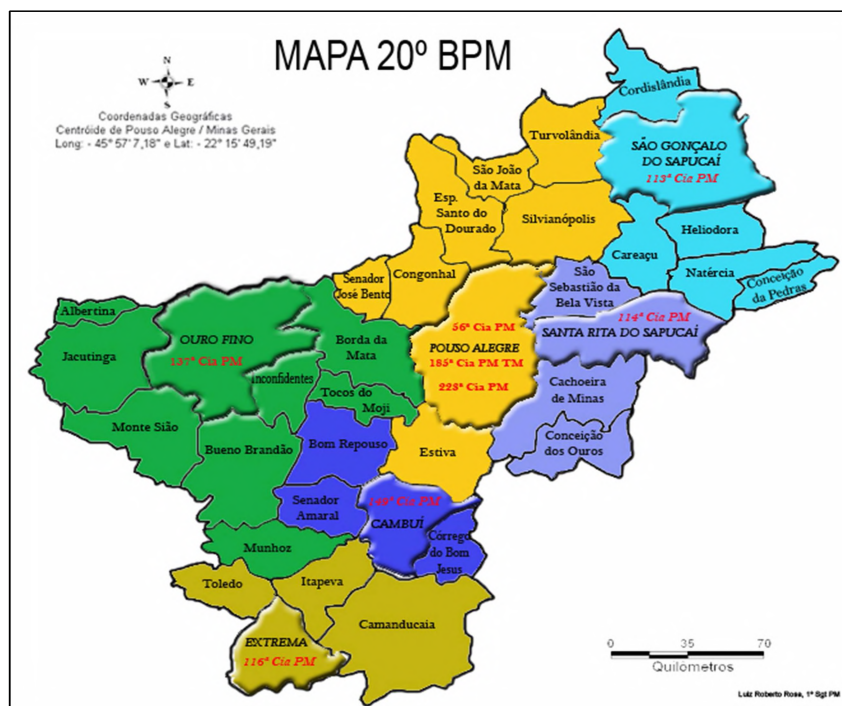 MAPA 20º BPM
N
W E
S
Coordenadas Geográficas
Centróide de Pouso Alegre / Minas Gerais
Long: - 45° 57' 7,18" e Lat: - 22° 15' 49,19"
Cordislândia
Turvolândia
SÃO GONÇALO
DO SAPUCAÍ
113ª Cia PM
São João
da Mata
Esp.
Santo do
Dourado
Silvianópolis
Heliodora
Careaçu
Senador
José Bento
Congonhal
São
Sebastião da
Bela Vista
Natércia
Conceição
da Pedras
Albertina
OURO FINO
137ª Cia PM
Jacutinga
Borda da
Mata
56ª Cia PM
POUSO ALEGRE
185ª Cia PM TM
228ª Cia PM
114ª Cia PM
SANTA RITA DO SAPUCAÍ
Inconfidentes
Tocos do
Moji
Cachoeira
de Minas
Monte Sião
Bueno Brandão
Bom Repouso
Estiva
Conceição
dos Ouros
Senador
Amaral
Cia PM
CAMBUÍ
Córrego
do Bom
Jesus
Munhoz
Toledo
Itapeva
Camanducaia
EXTREMA
116ª Cia PM
0 35 70
Quilômetros
Luiz Roberto Rosa, 1º Sgt PM